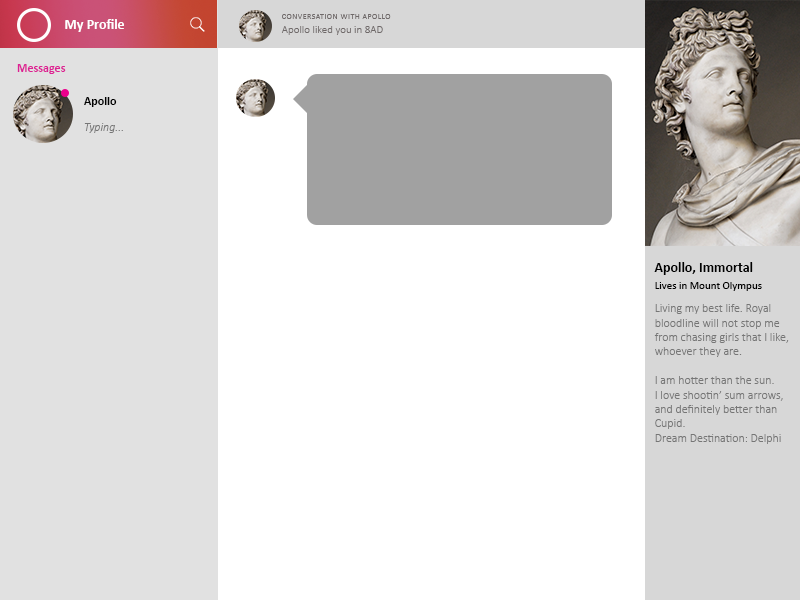 My Profile
Messages
Apollo
Typing...
CONVERSATION WITH APOLLO
Apollo liked you in 8AD
Apollo, Immortal
Lives in Mount Olympus
Living my best life. Royal
bloodline will not stop me
from chasing girls that I like,
whoever they are.
I am hotter than the sun.
I love shootin’ sum arrows,
and definitely better than
Cupid.
Dream Destination: Delphi